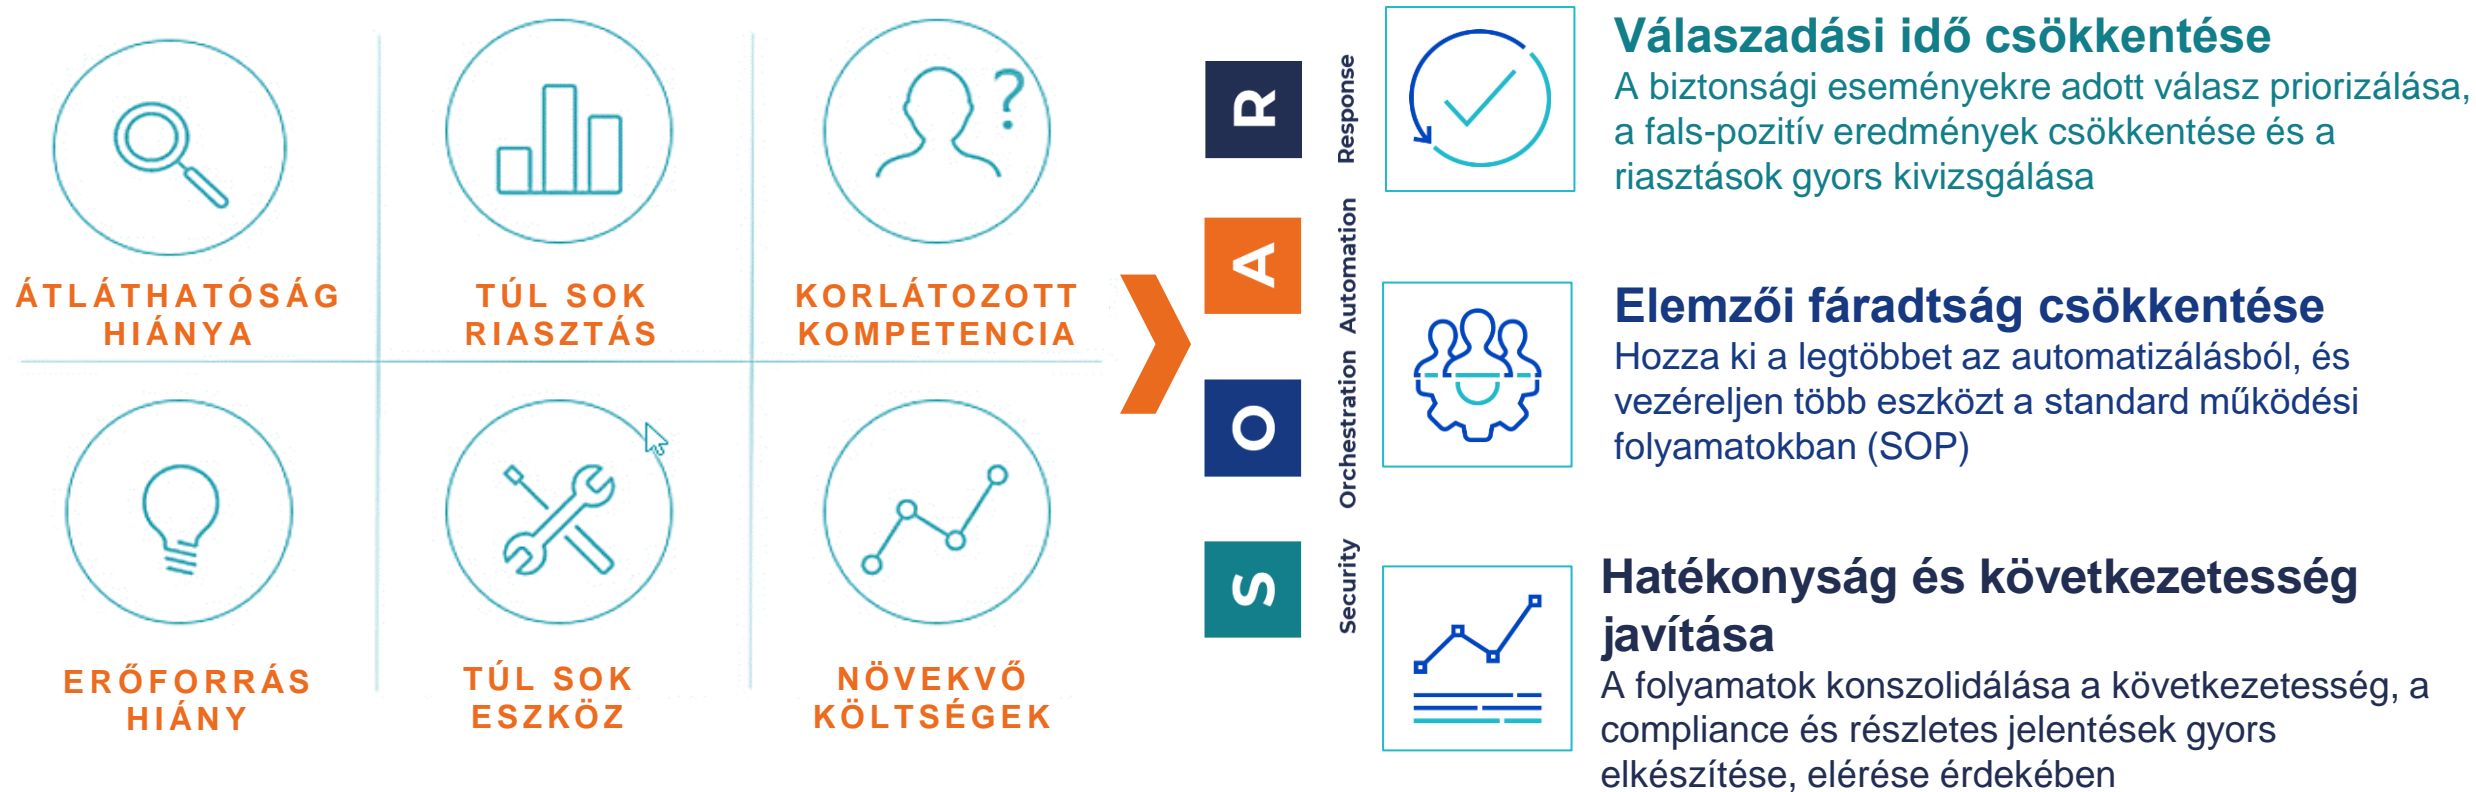 ÁTLÁTHATÓSÁG
HIÁNYA
TÚL SOK
RIASZTÁS
KORLÁTOZOTT
KOMPETENCIA
?
ERŐFORRÁS
HIÁNY
TÚL SOK
ESZKÖZ
NÖVEKVŐ
KÖLTSÉGEK
S
Security
O
Orchestration
A
Automation
R
Response
Válaszadási idő csökkentése
A biztonsági eseményekre adott válasz priorizálása,
a fals-pozitív eredmények csökkentése és a
riasztások gyors kivizsgálása
Elemzői fáradtság csökkentése
Hozza ki a legtöbbet az automatizálásból, és
vezéreljen több eszközt a standard működési
folyamatokban (SOP)
Hatékonyság és következetesség
javítása
A folyamatok konszolidálása a következetesség, a
compliance és részletes jelentések gyors
elkészítése, elérése érdekében